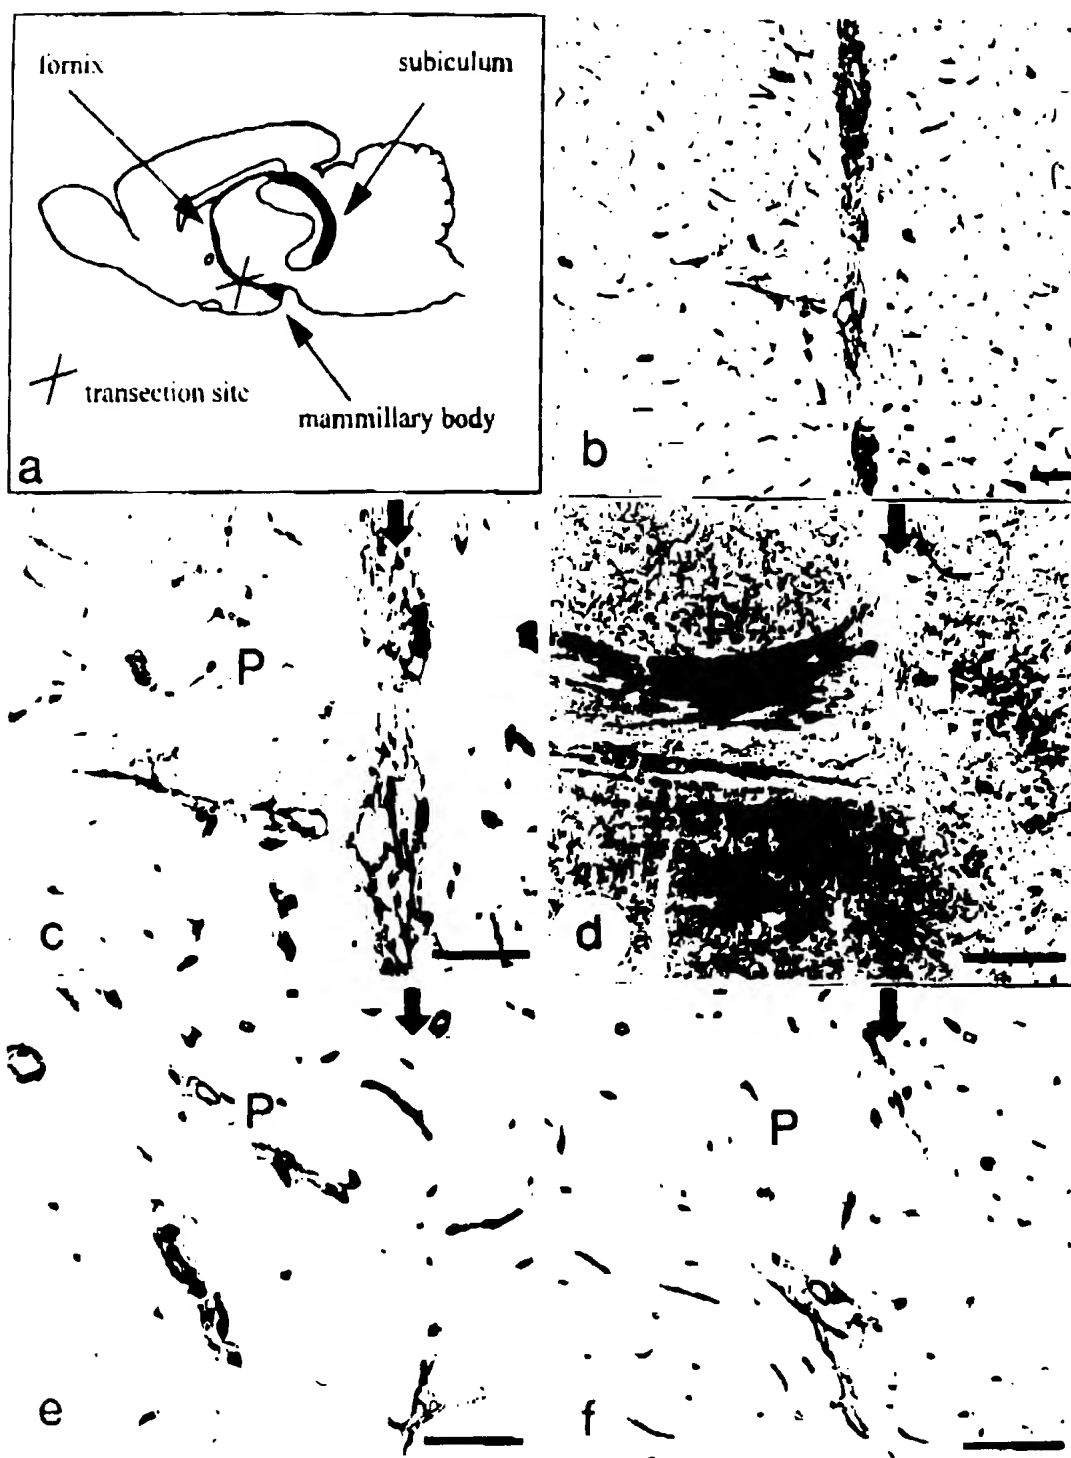 fornix
subiculum
transection site
mammillary body
a
b
P
c
P
d
P
e
P
f